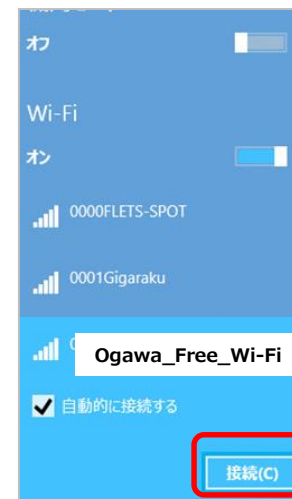 オフ
Wi-Fi
オン
0000FLETS-SPOT
0001Gigaraku
Ogawa_Free_Wi-Fi
自動的に接続する
接続(C)